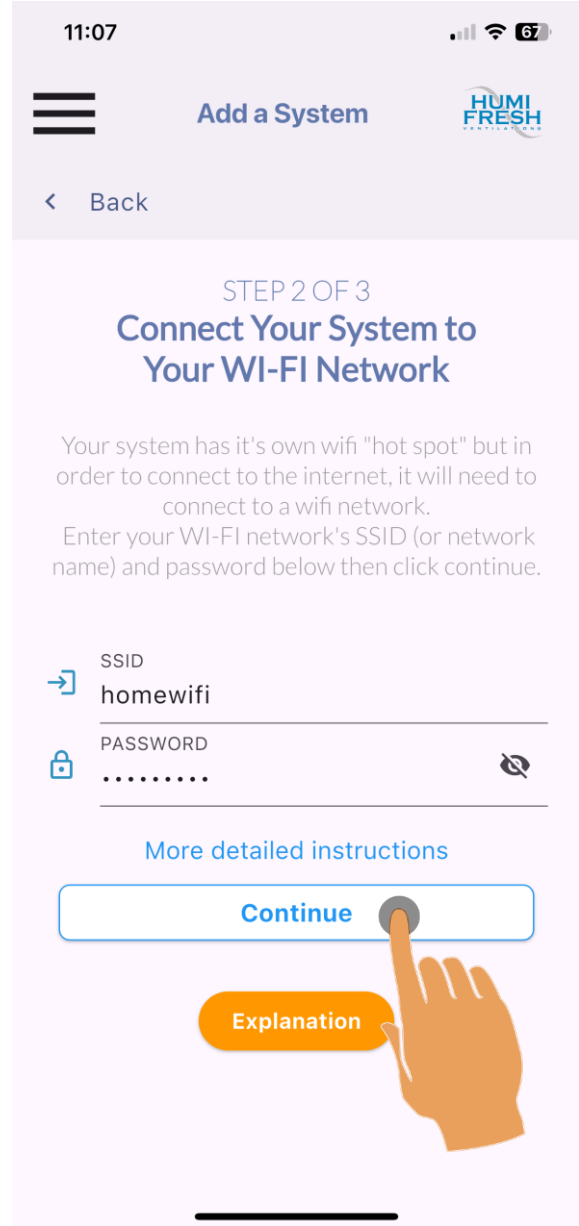 11:07
67
Add a System
HUMI
FRESH
VENTILATIONS
Back
STEP 2 OF 3
Connect Your System to
Your WI-FI Network
Your system has it's own wifi "hot spot" but in
order to connect to the internet, it will need to
connect to a wifi network.
Enter your WI-FI network's SSID (or network
name) and password below then click continue.
SSID
homewifi
PASSWORD
•••••••••
More detailed instructions
Continue
Explanation